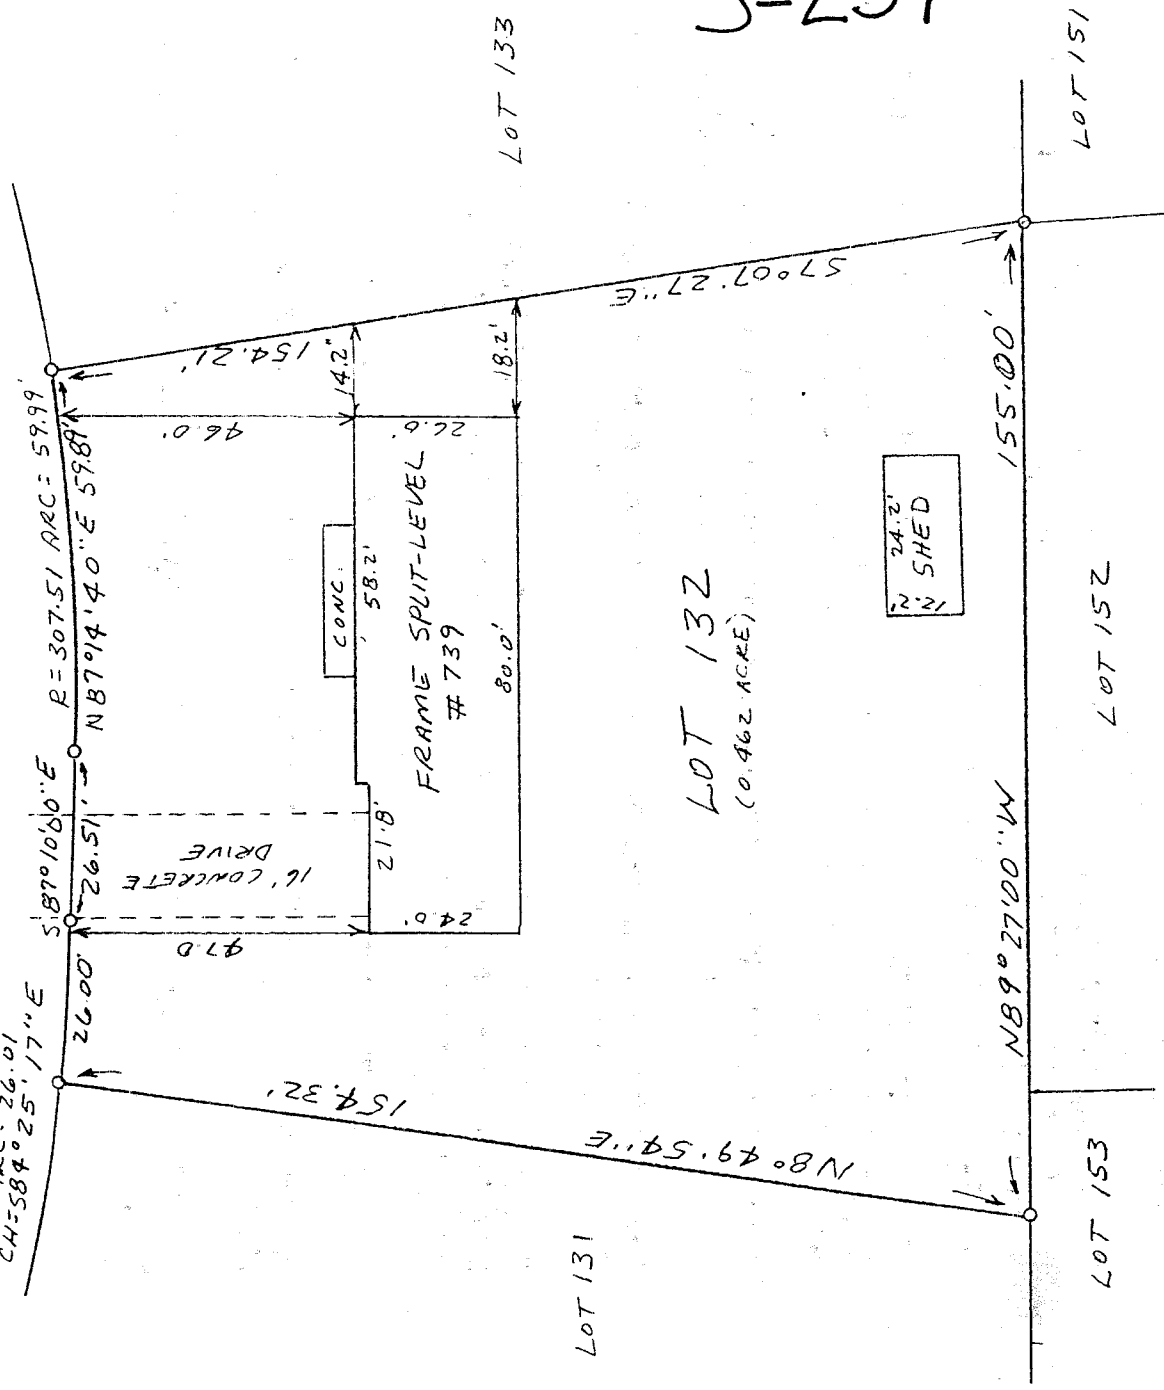 LOT 133
LOT 151
R=307.51 ARC=59.99'
N87°14'40"E 59.89'
S.87°10'00"E
26.51'
26.01
CH=S84°25'17"E
26.00'
154.21'
S7°07'27"E
46.0'
14.2"
18.2'
22.0'
CONC.
58.2'
FRAME SPLIT-LEVEL
#739
80.0'
21.8'
16' CONCRETE
DRIVE
47.0
24.0'
LOT 132
(0.462 ACRE)
24.2'
SHED
12.2'
155.00'
N89°27'00"W
154.32'
N8°49'54"E
LOT 131
LOT 152
LOT 153